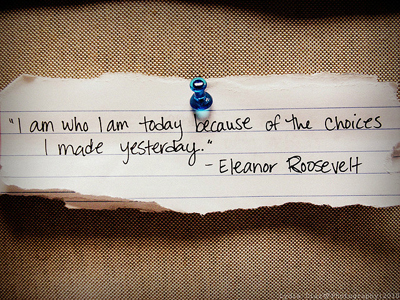 "I am who I am today because of the choices
I made yesterday."
- Eleanor Roosevelt